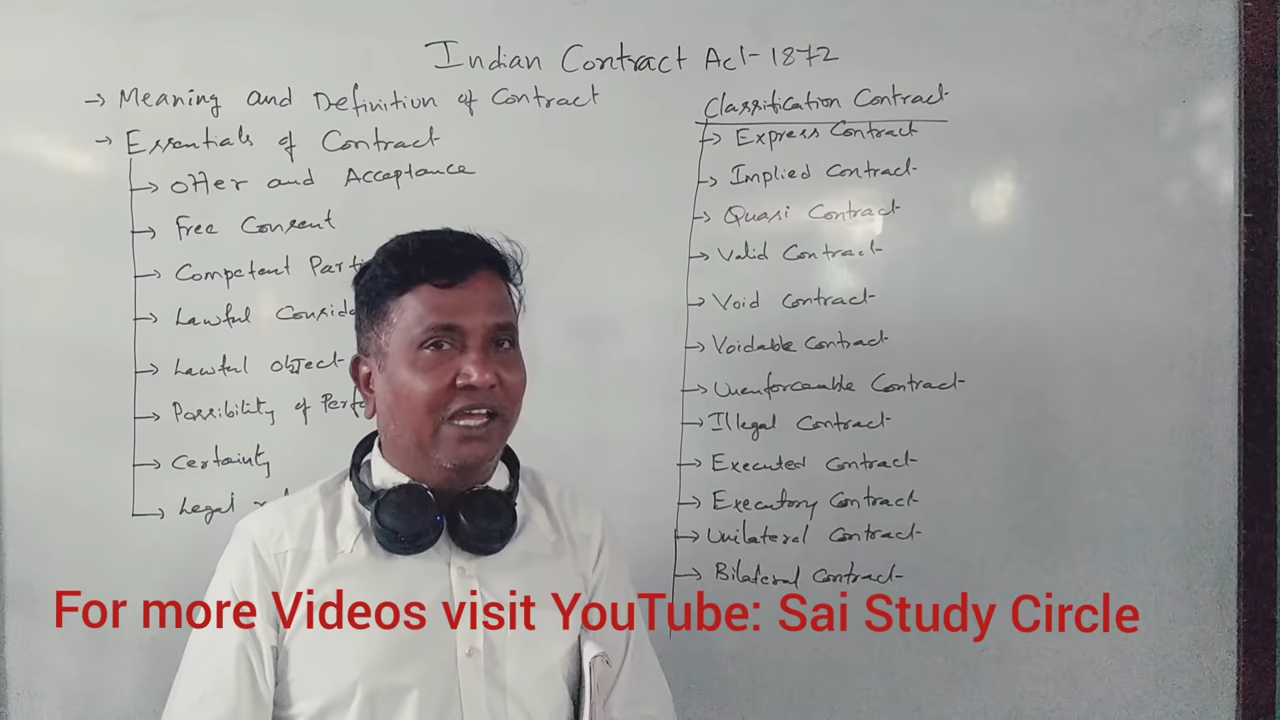 Indian Contract Act-1872
→ Meaning and Definition of Contract
→ Essentials of Contract
→ Offer and Acceptance
→ Free Consent
→ Competent
→ Lawful
→ Lawful object
→ Possibility of
→ Certainty
→ Legal
Classification Contract
→ Express Contract
→ Implied Contract
→ Quasi Contract
→ Valid Contract
→ Void Contract
→ Voidable Contract
→ Unenforceable Contract
→ Illegal Contract
→ Executed Contract
→ Executory Contract
→ Unilateral Contract
→ Bilateral Contract
For more Videos visit YouTube: Sai Study Circle